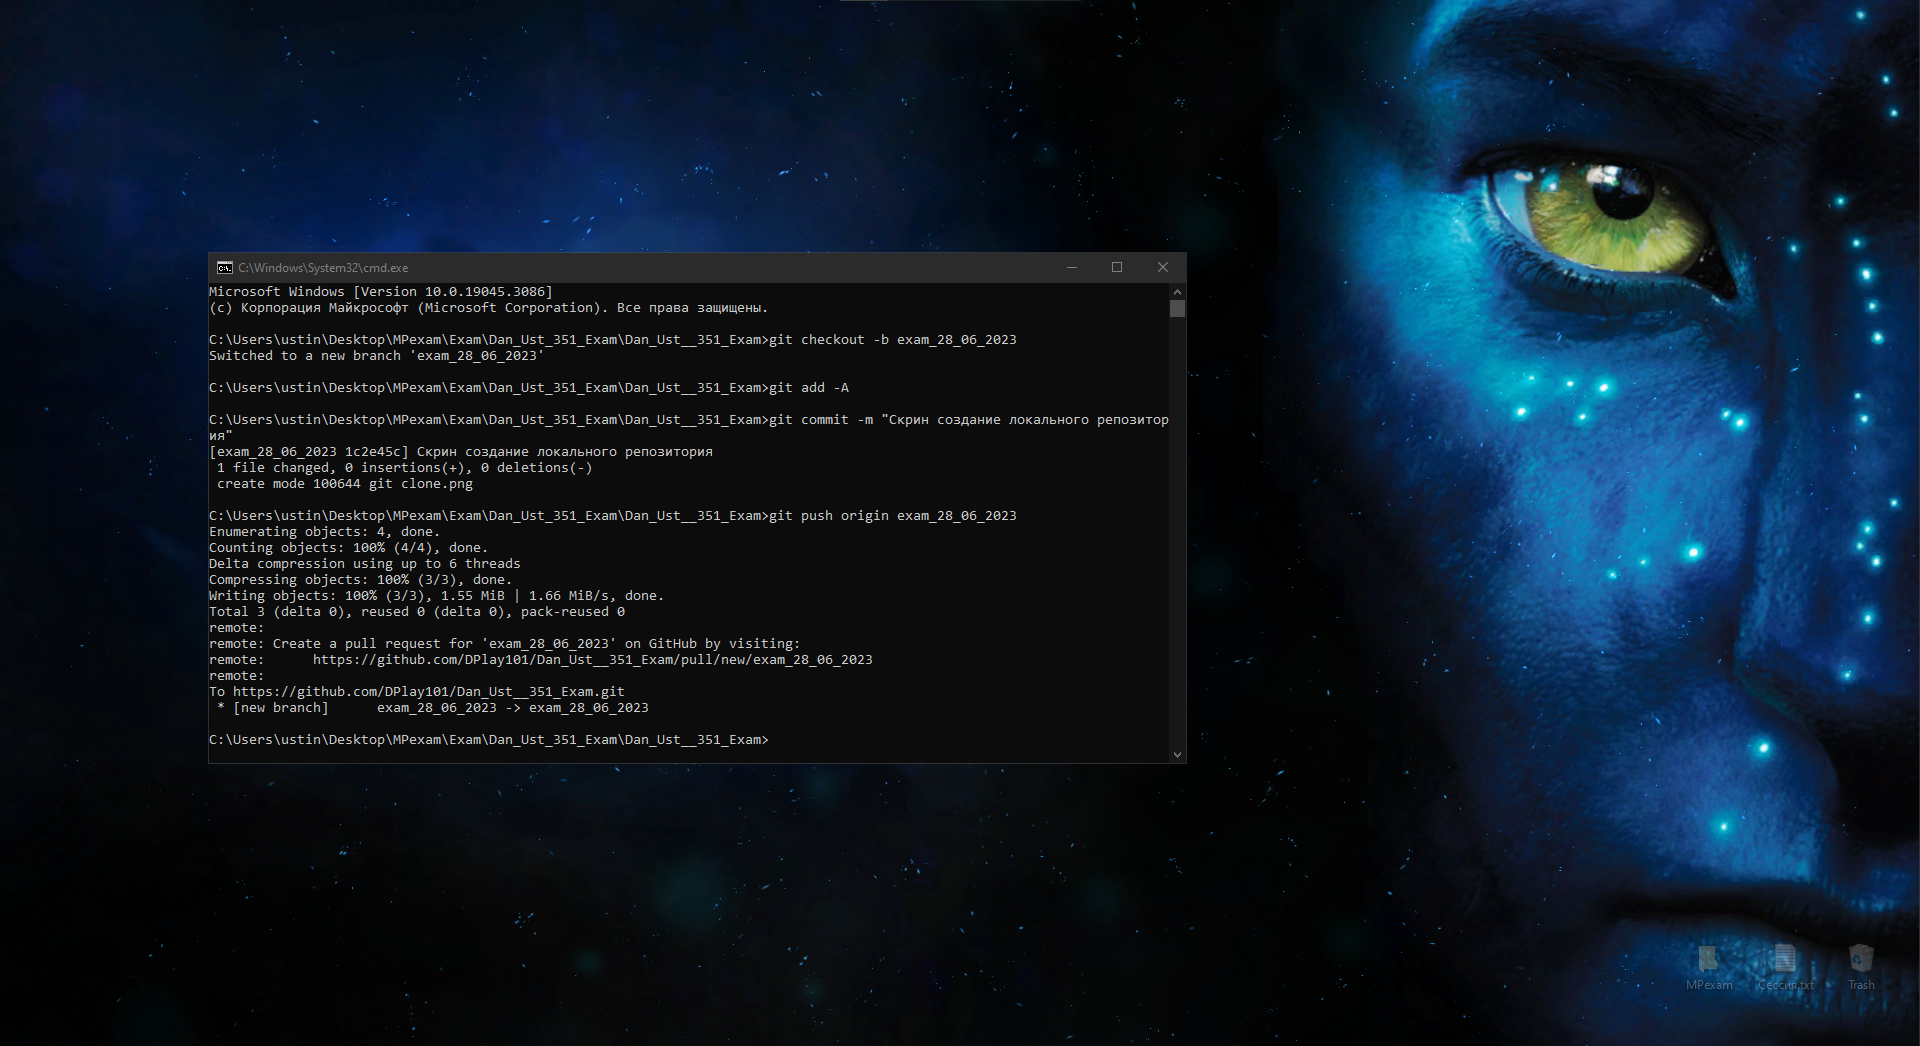 C:\Windows\System32\cmd.exe
Microsoft Windows [Version 10.0.19045.3086]
(c) Корпорация Майкрософт (Microsoft Corporation). Все права защищены.
C:\Users\ustin\Desktop\MPexam\Exam\Dan_Ust_351_Exam\Dan_Ust__351_Exam>git checkout -b exam_28_06_2023
Switched to a new branch 'exam_28_06_2023'
C:\Users\ustin\Desktop\MPexam\Exam\Dan_Ust_351_Exam\Dan_Ust__351_Exam>git add -A
C:\Users\ustin\Desktop\MPexam\Exam\Dan_Ust_351_Exam\Dan_Ust__351_Exam>git commit -m "Скрин создание локального репозитор
ия"
[exam_28_06_2023 1c2e45c] Скрин создание локального репозитория
 1 file changed, 0 insertions(+), 0 deletions(-)
 create mode 100644 git clone.png
C:\Users\ustin\Desktop\MPexam\Exam\Dan_Ust_351_Exam\Dan_Ust__351_Exam>git push origin exam_28_06_2023
Enumerating objects: 4, done.
Counting objects: 100% (4/4), done.
Delta compression using up to 6 threads
Compressing objects: 100% (3/3), done.
Writing objects: 100% (3/3), 1.55 MiB | 1.66 MiB/s, done.
Total 3 (delta 0), reused 0 (delta 0), pack-reused 0
remote:
remote: Create a pull request for 'exam_28_06_2023' on GitHub by visiting:
remote:      https://github.com/DPlay101/Dan_Ust__351_Exam/pull/new/exam_28_06_2023
remote:
To https://github.com/DPlay101/Dan_Ust__351_Exam.git
 * [new branch]      exam_28_06_2023 -> exam_28_06_2023
C:\Users\ustin\Desktop\MPexam\Exam\Dan_Ust_351_Exam\Dan_Ust__351_Exam>
MPexam
Сессия.txt
Trash